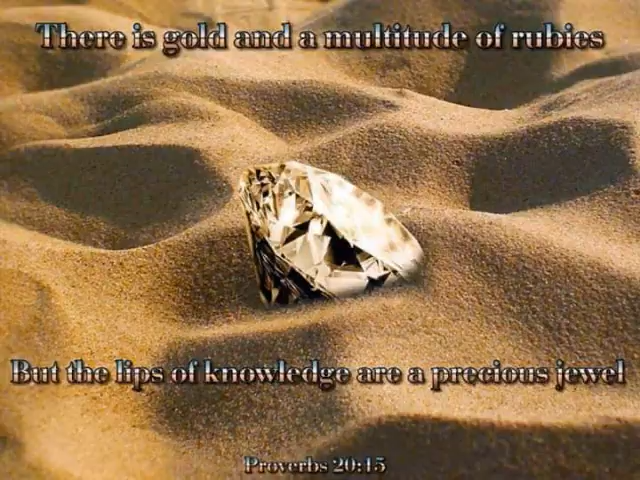 There is gold and a multitude of rubies
But the lips of knowledge are a precious jewel
Proverbs 20:15